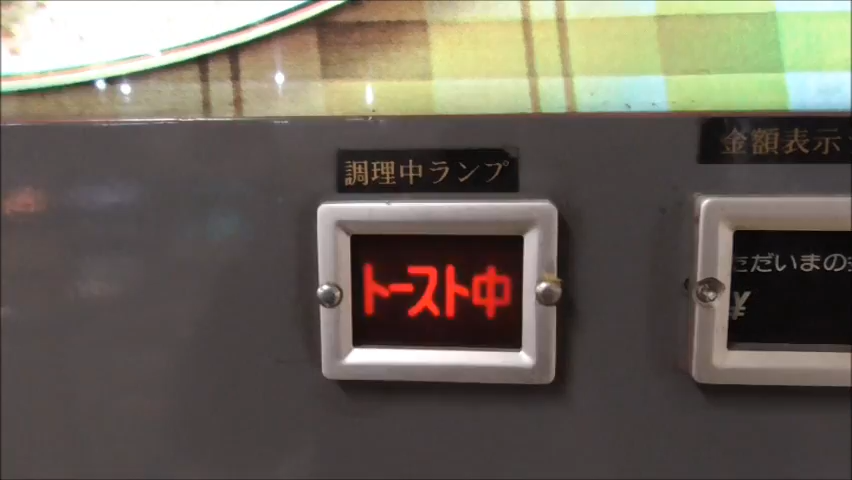 調理中ランプ
トースト中
金額表示
ただいまの
¥